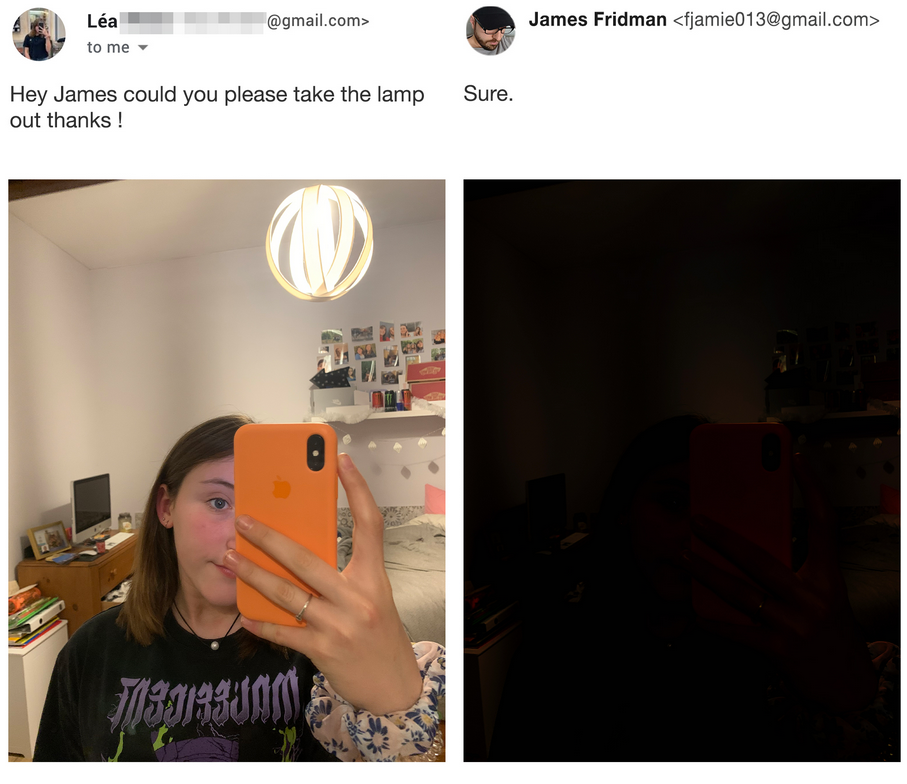 Léa @gmail.com>
to me
Hey James could you please take the lamp
out thanks !
James Fridman <fjamie013@gmail.com>
Sure.